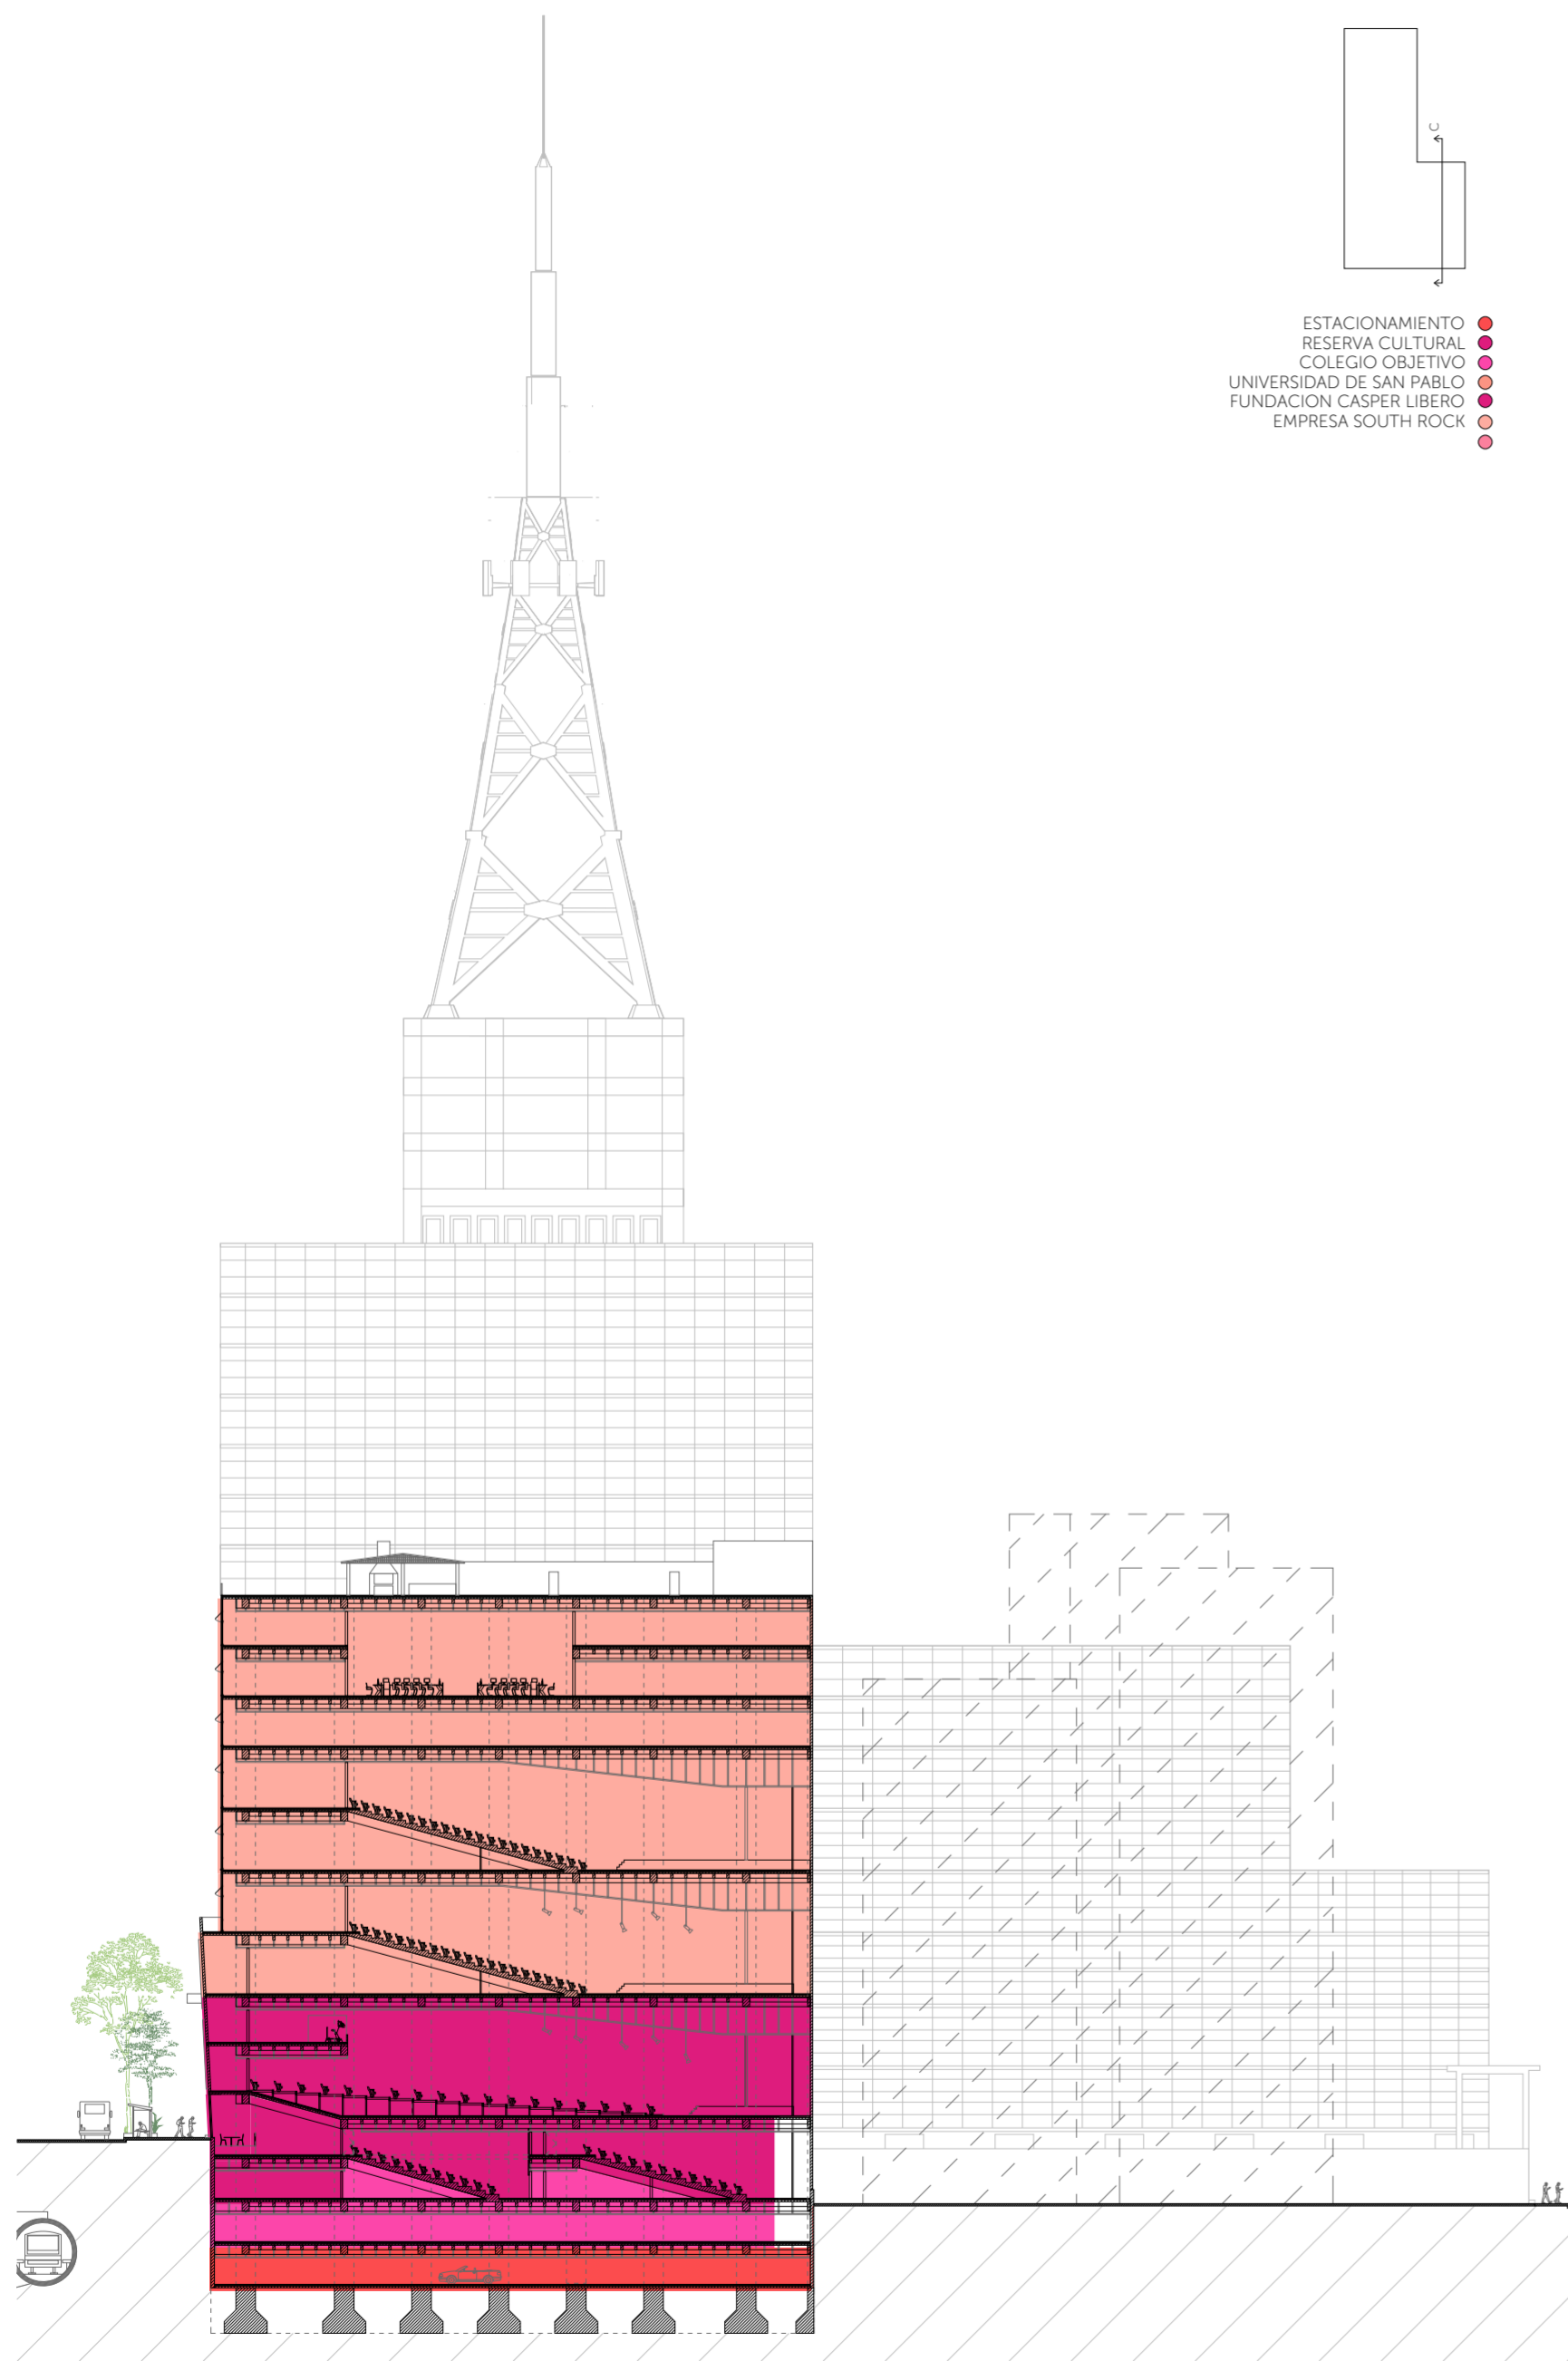 C
ESTACIONAMIENTO
RESERVA CULTURAL
COLEGIO OBJETIVO
UNIVERSIDAD DE SAN PABLO
FUNDACION CASPER LIBERO
EMPRESA SOUTH ROCK